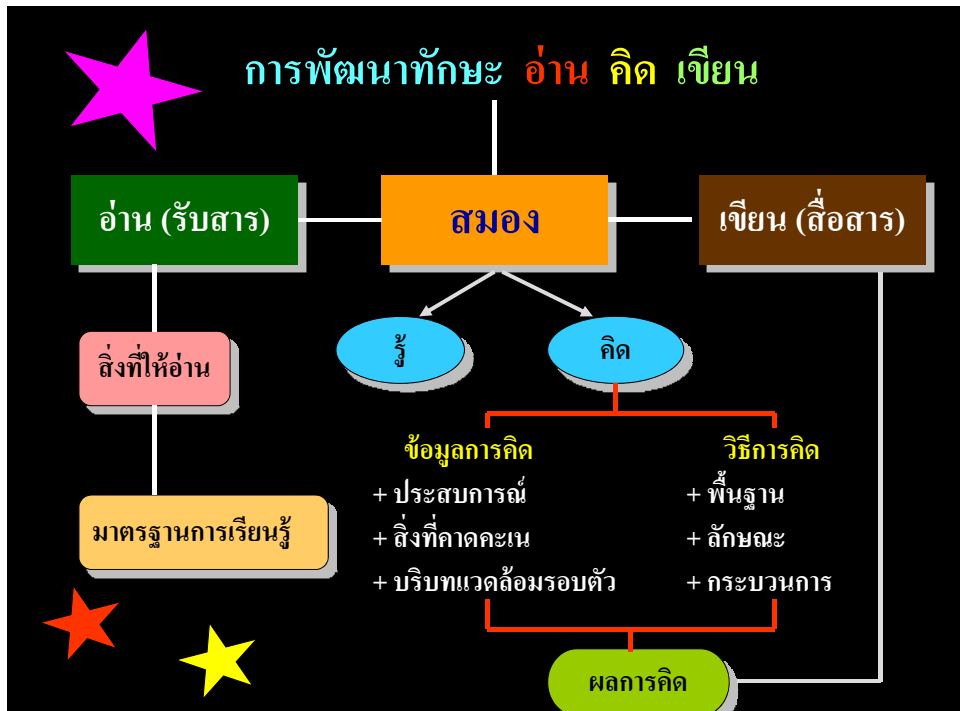 การพัฒนาทักษะ อ่าน คิด เขียน
อ่าน (รับสาร)
สมอง
เขียน (สื่อสาร)
รู้
คิด
สิ่งที่ให้อ่าน
มาตรฐานการเรียนรู้
ข้อมูลการคิด
+ ประสบการณ์
+ สิ่งที่คาดคะเน
+ บริบทแวดล้อมรอบตัว
วิธีการคิด
+ พื้นฐาน
+ ลักษณะ
+ กระบวนการ
ผลการคิด